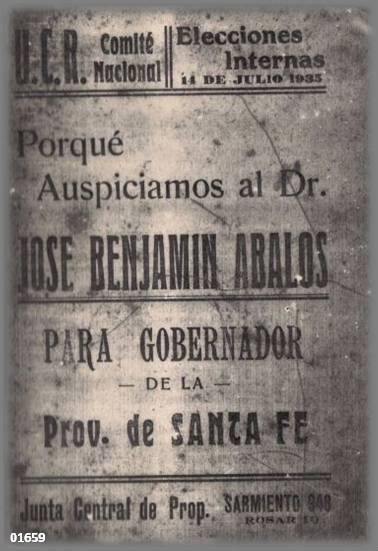 U.C.R. Comité Nacional
Elecciones Internas
14 DE JULIO 1935
Porqué
Auspiciamos al Dr.
JOSE BENJAMIN ABALOS
PARA GOBERNADOR
— DE LA —
Prov. de SANTA FE
Junta Central de Prop. SARMIENTO
ROSARIO
01659